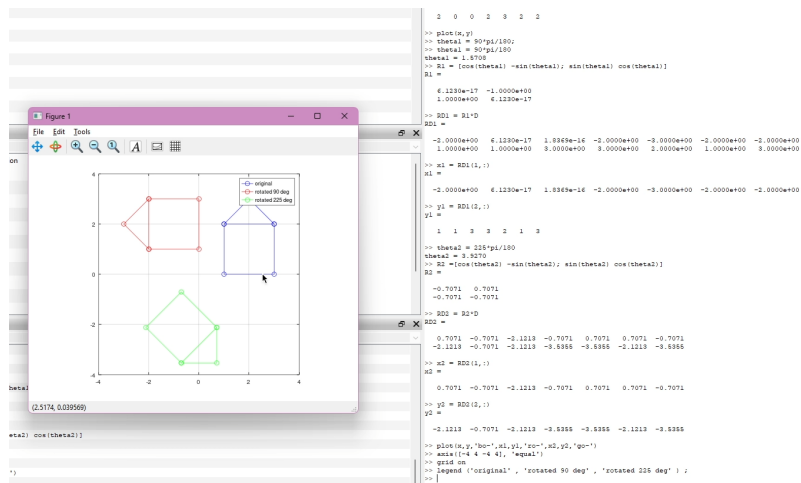 2 0 0 2 3 2 2
>> plot(x,y)
>> theta1 = 90*pi/180;
>> theta1 = 90*pi/180
theta1 = 1.5708
>> R1 = [cos(theta1) -sin(theta1); sin(theta1) cos(theta1)]
R1 =
6.1230e-17 -1.0000e+00
1.0000e+00 6.1230e-17
>> RD1 = R1*D
RD1 =
-2.0000e+00 6.1230e-17 1.8369e-16 -2.0000e+00 -3.0000e+00 -2.0000e+00 -2.0000e+00
1.0000e+00 1.0000e+00 3.0000e+00 3.0000e+00 2.0000e+00 1.0000e+00 3.0000e+00
>> x1 = RD1(1,:)
x1 =
-2.0000e+00 6.1230e-17 1.8369e-16 -2.0000e+00 -3.0000e+00 -2.0000e+00 -2.0000e+00
>> y1 = RD1(2,:)
y1 =
1 1 3 3 2 1 3
>> theta2 = 225*pi/180
theta2 = 3.9270
>> R2 =[cos(theta2) -sin(theta2); sin(theta2) cos(theta2)]
R2 =
-0.7071 0.7071
-0.7071 -0.7071
>> RD2 = R2*D
RD2 =
0.7071 -0.7071 -2.1213 -0.7071 0.7071 0.7071 -0.7071
-2.1213 -0.7071 -2.1213 -3.5355 -3.5355 -2.1213 -3.5355
>> x2 = RD2(1,:)
x2 =
0.7071 -0.7071 -2.1213 -0.7071 0.7071 0.7071 -0.7071
>> y2 = RD2(2,:)
y2 =
-2.1213 -0.7071 -2.1213 -3.5355 -3.5355 -2.1213 -3.5355
>> plot(x,y,'bo-',x1,y1,'ro-',x2,y2,'go-')
>> axis([-4 4 -4 4], 'equal')
>> grid on
>> legend ('original' , 'rotated 90 deg' , 'rotated 225 deg' ) ;
>>
Figure 1
File Edit Tools
A
original
rotated 90 deg
rotated 225 deg
4
2
0
-2
-4
-4 -2 0 2 4
(2.5174, 0.039569)
on
heta1
eta2) cos(theta2)]
')